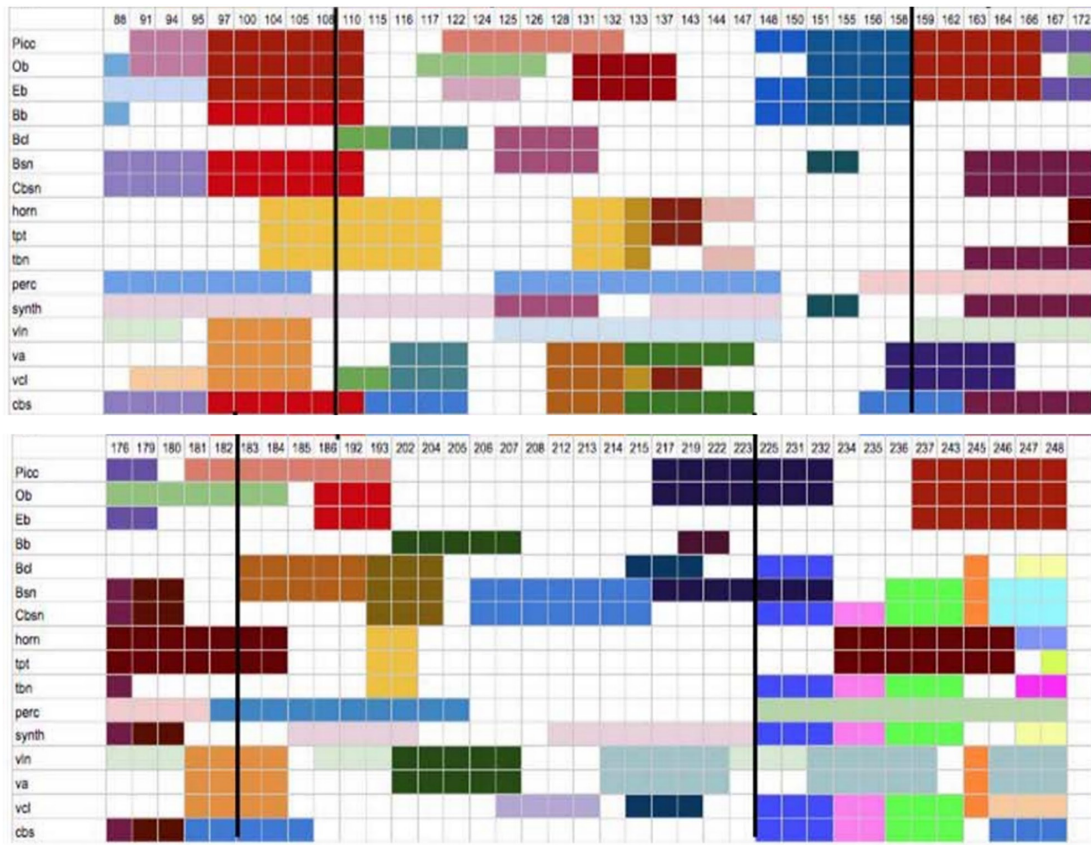 88 91 94 95 97 100 104 105 108 110 115 116 117 122 124 125 126 128 131 132 133 137 143 144 147 148 150 151 155 156 158 159 162 163 164 166 167 172
Picc
Ob
Eb
Bb
Bcl
Bsn
Cbsn
horn
tpt
tbn
perc
synth
vln
va
vcl
cbs
176 179 180 181 182 183 184 185 186 192 193 202 204 205 206 207 208 212 213 214 215 217 219 222 223 225 231 232 234 235 236 237 243 245 246 247 248
Picc
Ob
Eb
Bb
Bcl
Bsn
Cbsn
horn
tpt
tbn
perc
synth
vln
va
vcl
cbs